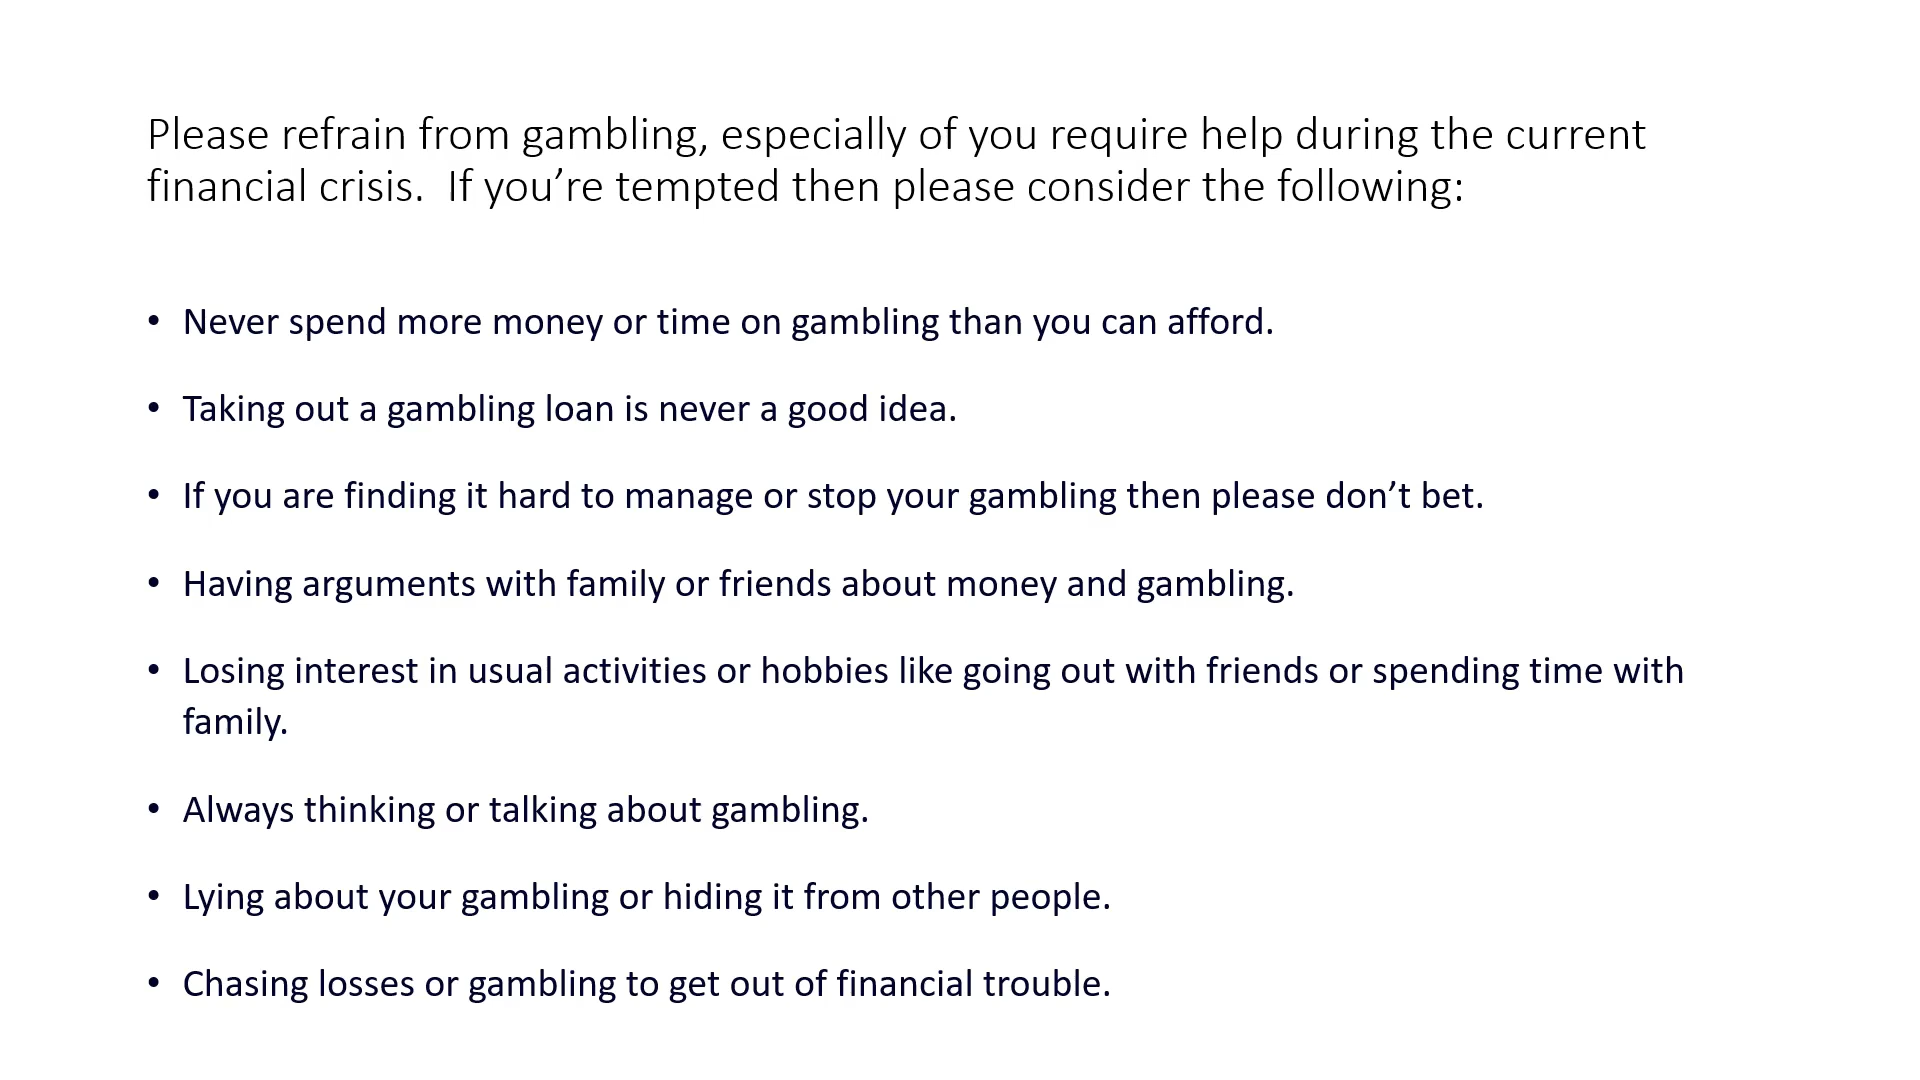 Please refrain from gambling, especially of you require help during the current
financial crisis.  If you’re tempted then please consider the following:
• Never spend more money or time on gambling than you can afford.
• Taking out a gambling loan is never a good idea.
• If you are finding it hard to manage or stop your gambling then please don’t bet.
• Having arguments with family or friends about money and gambling.
• Losing interest in usual activities or hobbies like going out with friends or spending time with
family.
• Always thinking or talking about gambling.
• Lying about your gambling or hiding it from other people.
• Chasing losses or gambling to get out of financial trouble.